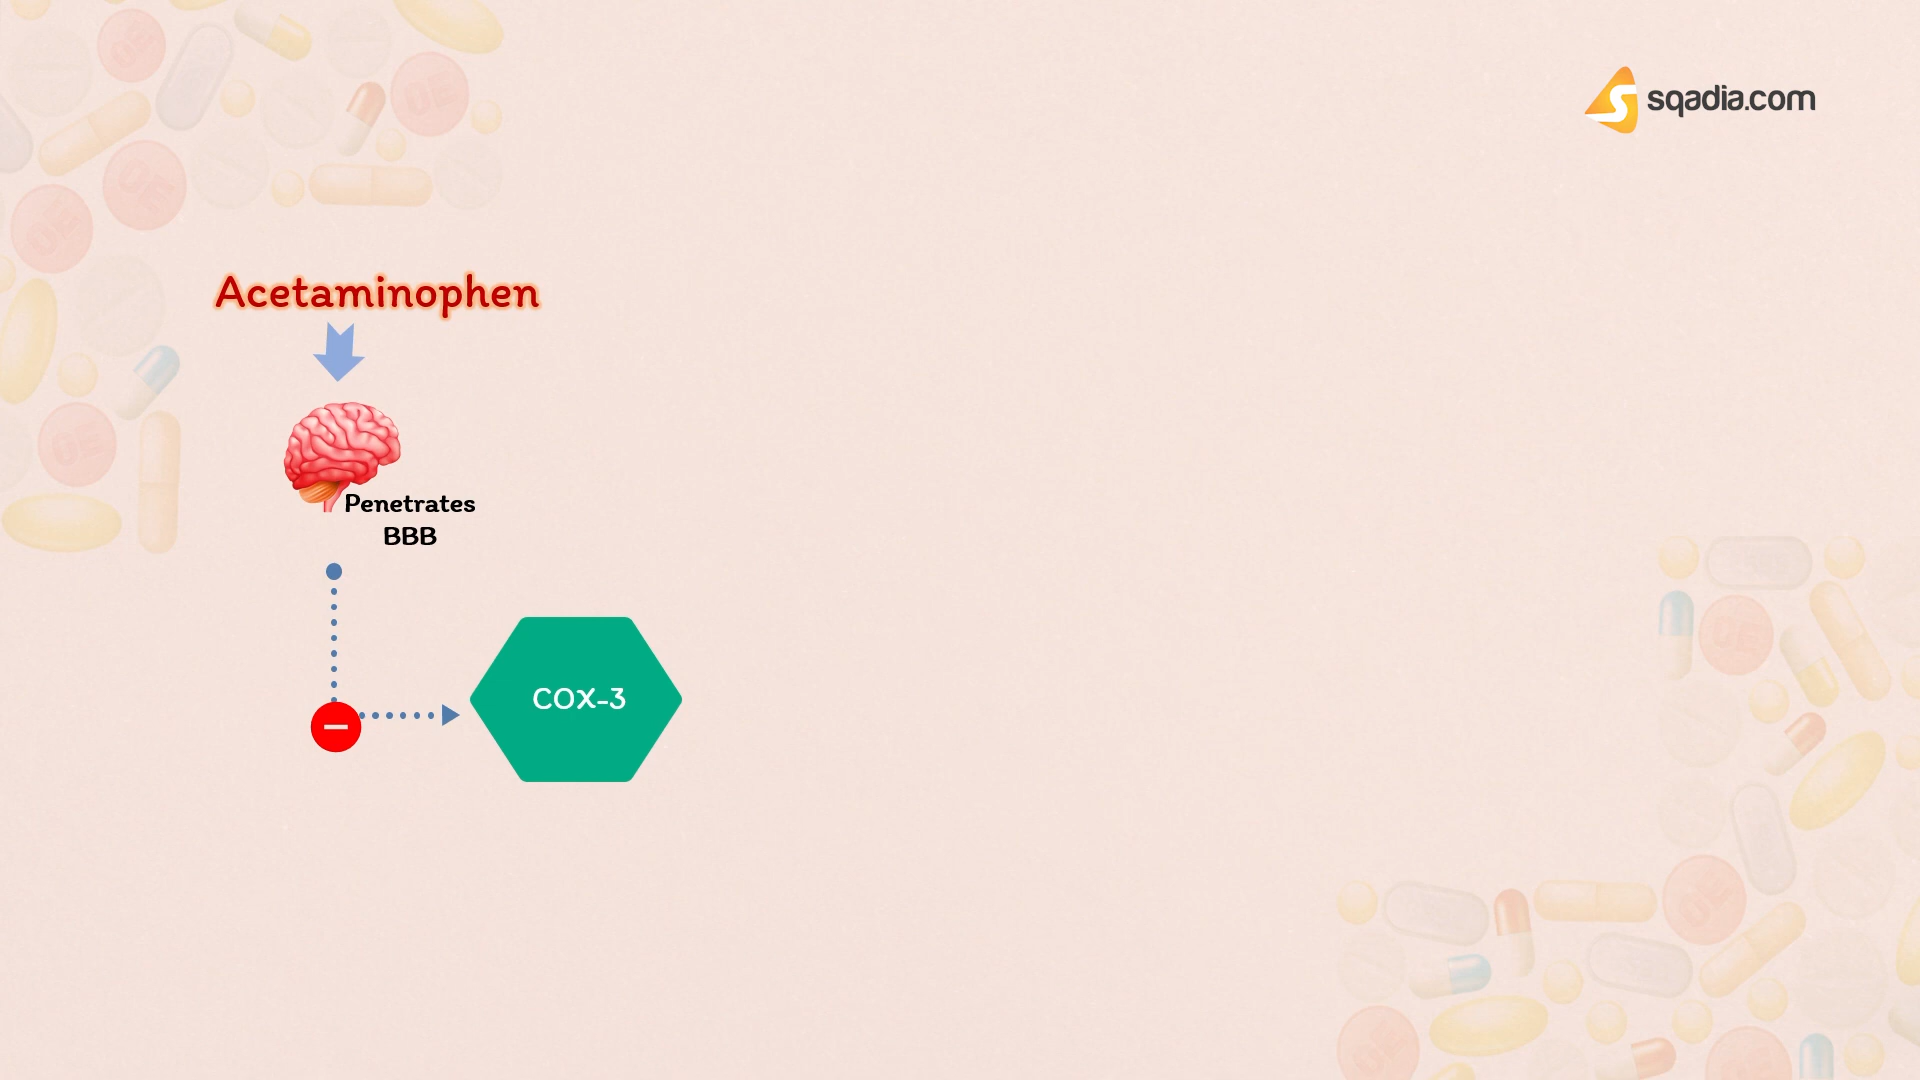 sqadia.com
Acetaminophen
Penetrates
BBB
COX-3